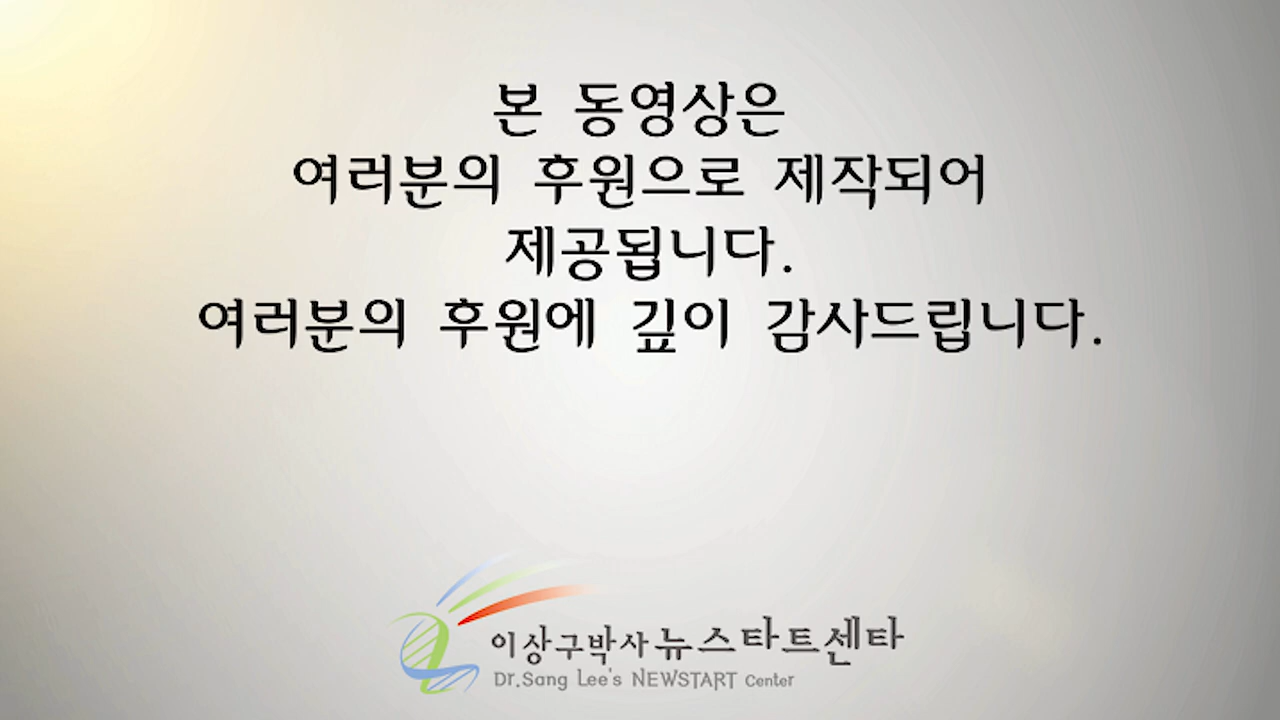 본 동영상은
여러분의 후원으로 제작되어
제공됩니다.
여러분의 후원에 깊이 감사드립니다.
이상구박사 뉴스타트센타
Dr.Sang Lee's NEWSTART Center